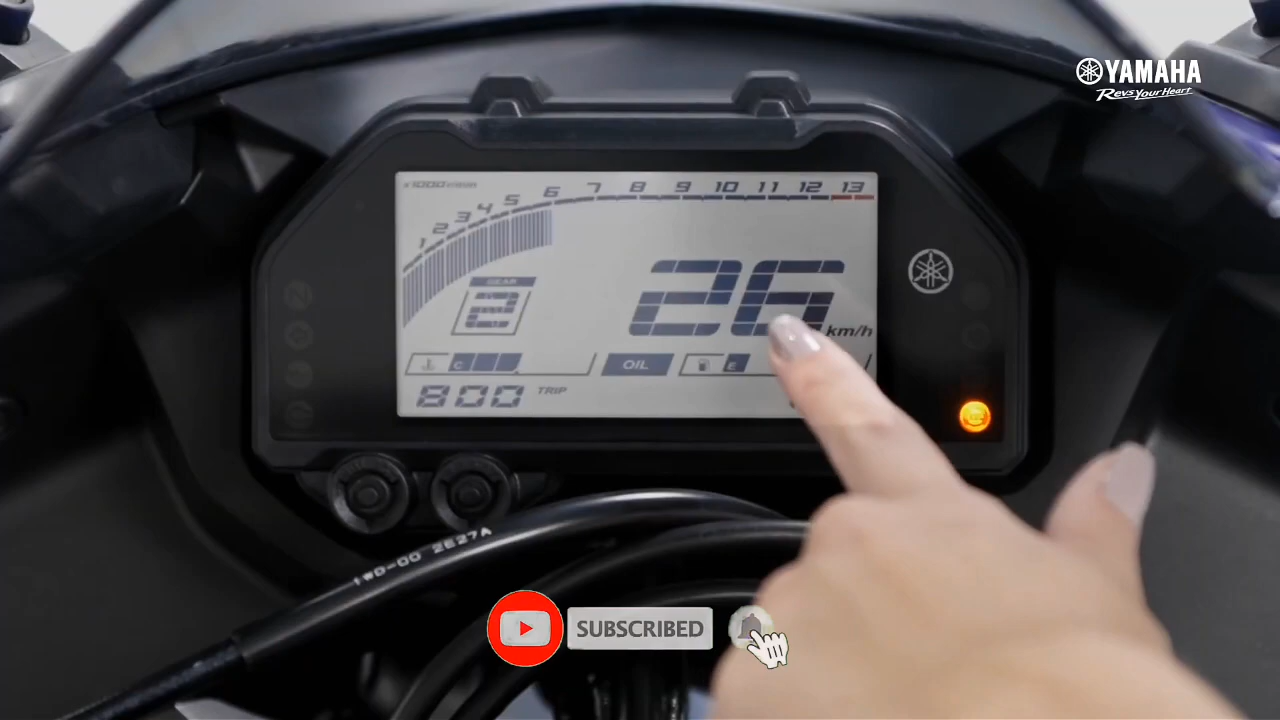 YAMAHA
Revs Your Heart
x1000 r/min
1 2 3 4 5 6 7 8 9 10 11 12 13
GEAR
2
26
km/h
C
OIL
E
800 TRIP
1WD-00 2E27A
SUBSCRIBED